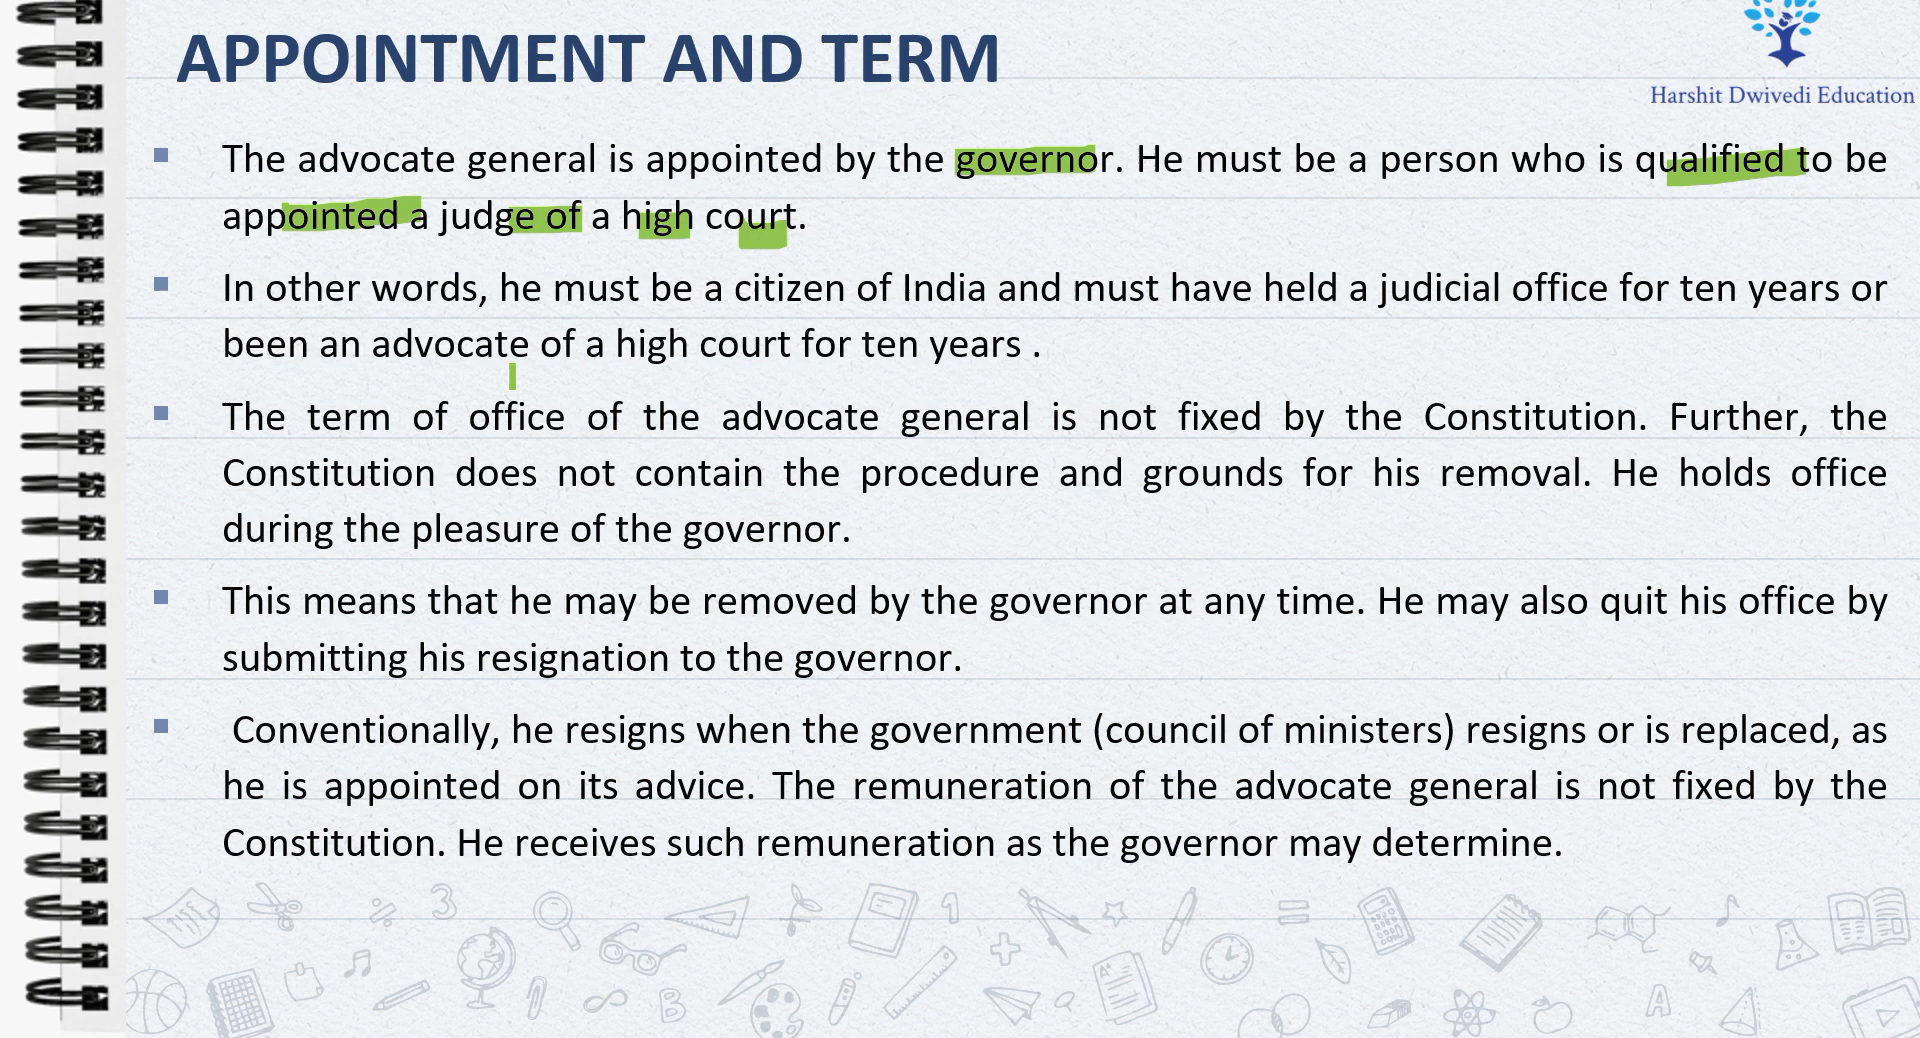 APPOINTMENT AND TERM
Harshit Dwivedi Education
The advocate general is appointed by the governor. He must be a person who is qualified to be
appointed a judge of a high court.
In other words, he must be a citizen of India and must have held a judicial office for ten years or
been an advocate of a high court for ten years .
The term of office of the advocate general is not fixed by the Constitution. Further, the
Constitution does not contain the procedure and grounds for his removal. He holds office
during the pleasure of the governor.
This means that he may be removed by the governor at any time. He may also quit his office by
submitting his resignation to the governor.
Conventionally, he resigns when the government (council of ministers) resigns or is replaced, as
he is appointed on its advice. The remuneration of the advocate general is not fixed by the
Constitution. He receives such remuneration as the governor may determine.